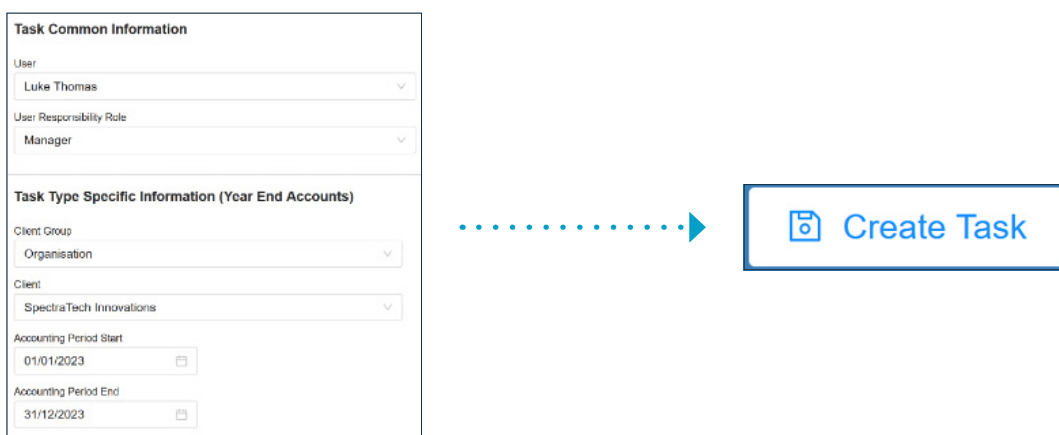 Task Common Information
User
Luke Thomas
User Responsibility Role
Manager
Task Type Specific Information (Year End Accounts)
Client Group
Organisation
Client
SpectraTech Innovations
Accounting Period Start
01/01/2023
Accounting Period End
31/12/2023
Create Task